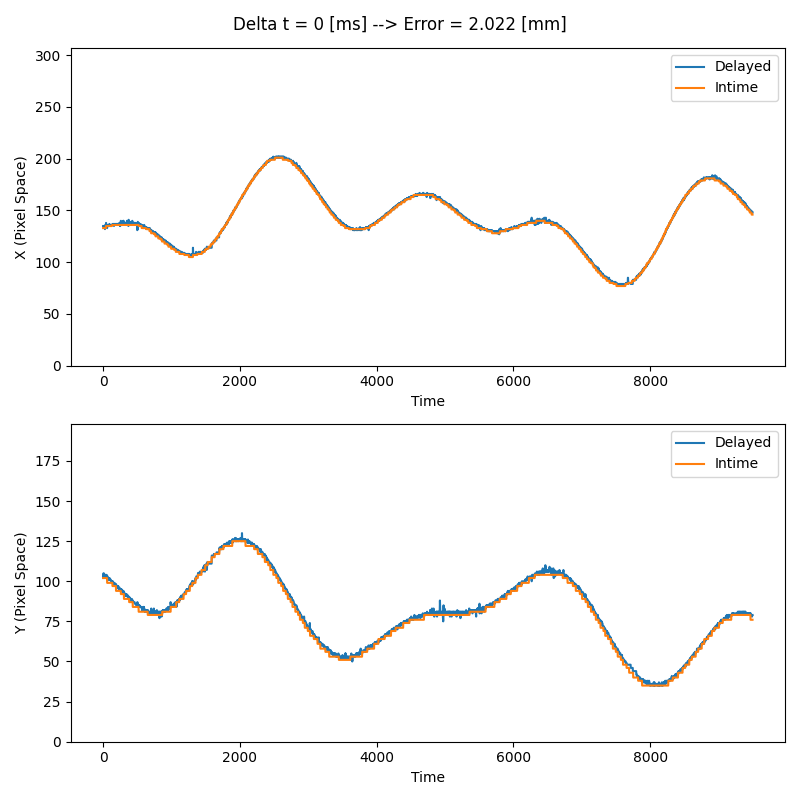 Delta t = 0 [ms] --> Error = 2.022 [mm]
300
250
200
150
100
50
0
X (Pixel Space)
Delayed
Intime
0 2000 4000 6000 8000
Time
175
150
125
100
75
50
25
0
Y (Pixel Space)
Delayed
Intime
0 2000 4000 6000 8000
Time